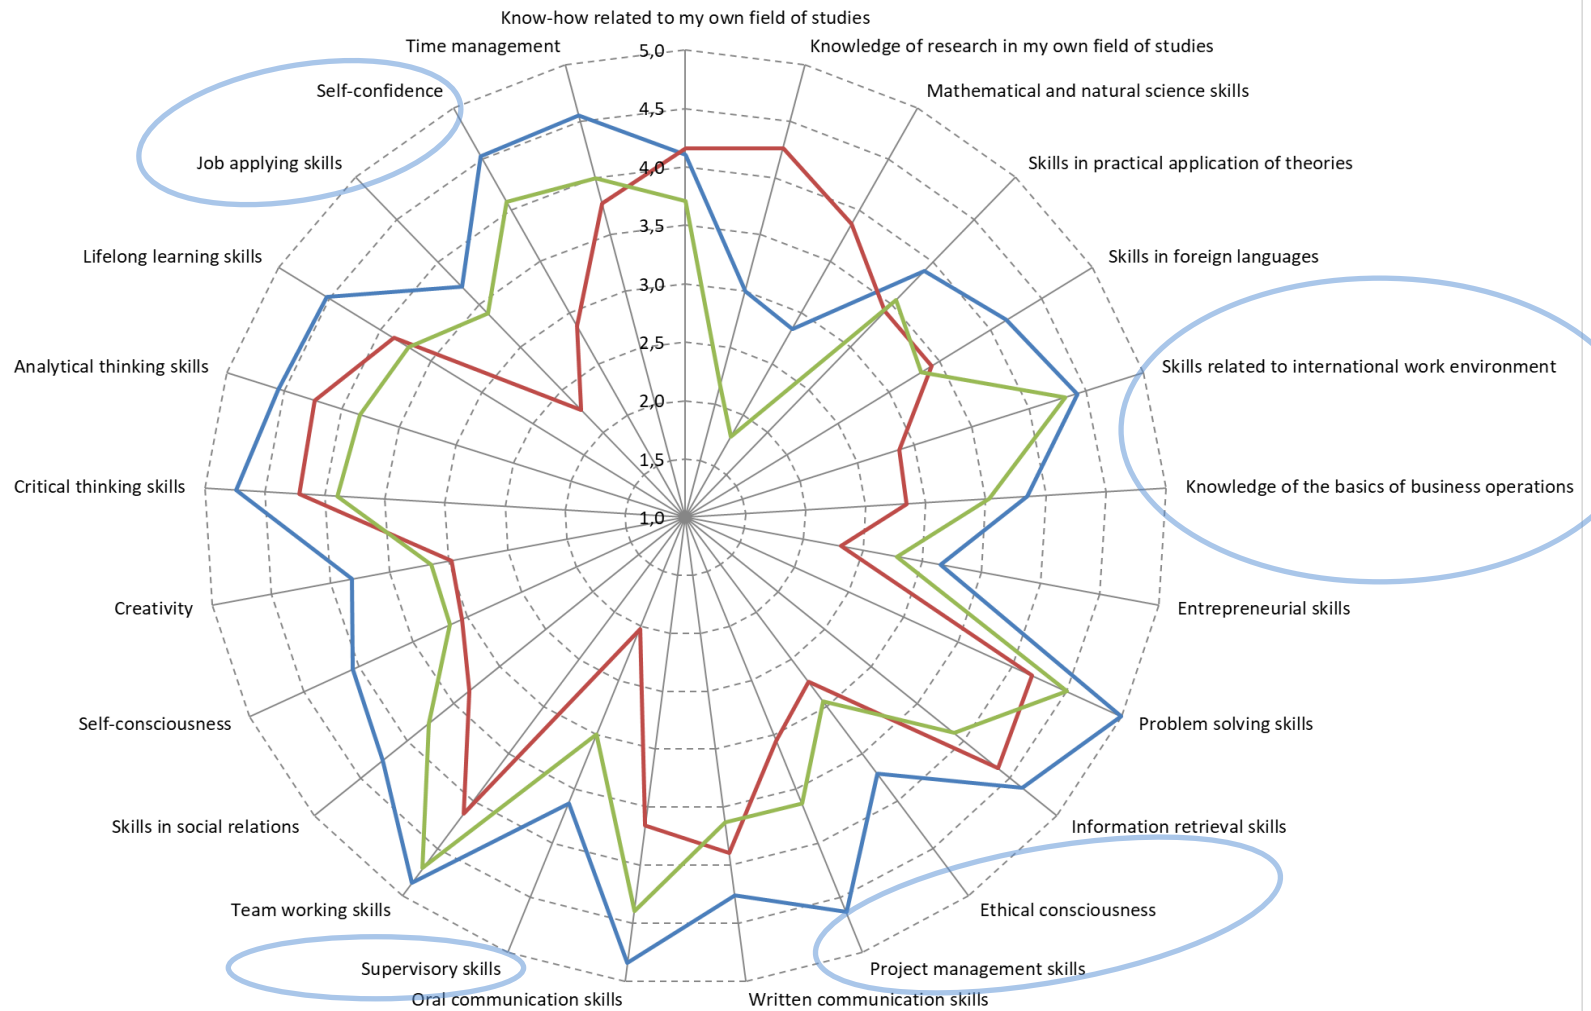 Know-how related to my own field of studies
Time management
Knowledge of research in my own field of studies
5,0
Self-confidence
Mathematical and natural science skills
4,5
Job applying skills
Skills in practical application of theories
4,0
3,5
Lifelong learning skills
Skills in foreign languages
3,0
2,5
Analytical thinking skills
Skills related to international work environment
2,0
1,5
Critical thinking skills
Knowledge of the basics of business operations
1,0
Creativity
Entrepreneurial skills
Self-consciousness
Problem solving skills
Skills in social relations
Information retrieval skills
Team working skills
Ethical consciousness
Supervisory skills
Project management skills
Oral communication skills
Written communication skills